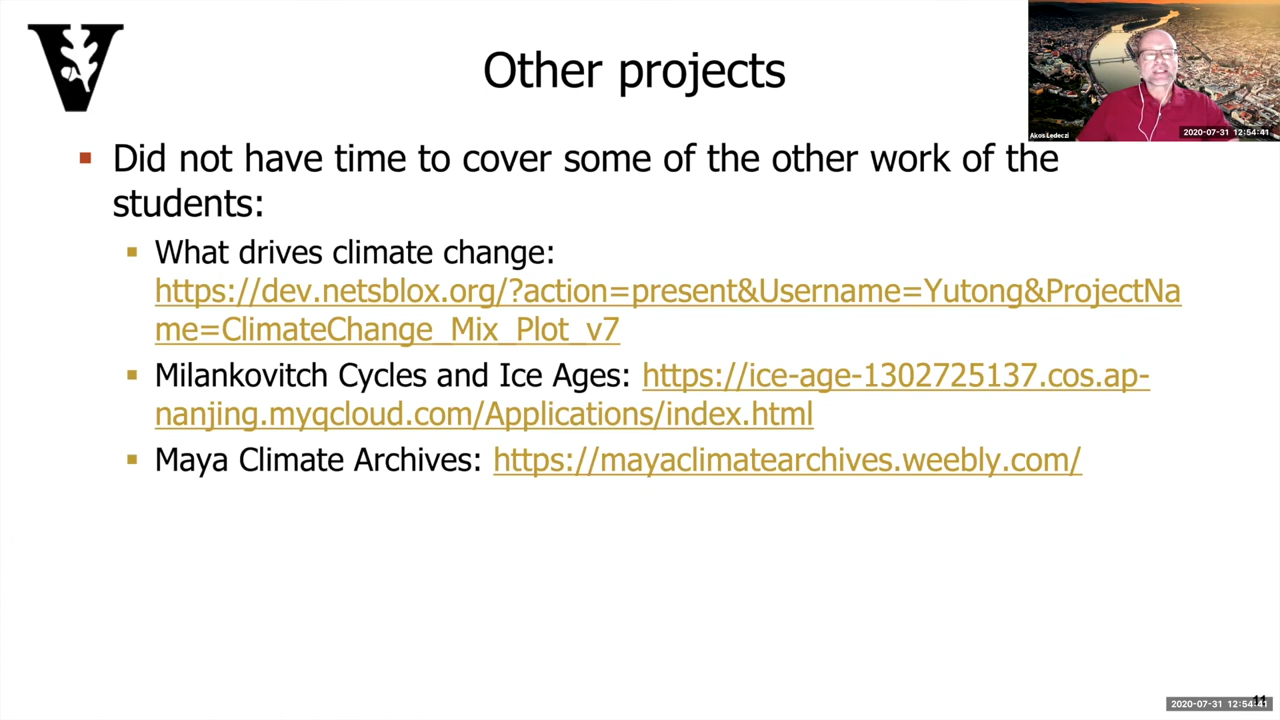 Other projects
Akos Ledeczi
2020-07-31 12:54:41
Did not have time to cover some of the other work of the
students:
What drives climate change:
https://dev.netsblox.org/?action=present&Username=Yutong&ProjectNa
me=ClimateChange_Mix_Plot_v7
Milankovitch Cycles and Ice Ages: https://ice-age-1302725137.cos.ap-
nanjing.myqcloud.com/Applications/index.html
Maya Climate Archives: https://mayaclimatearchives.weebly.com/
11
2020-07-31 12:54:41